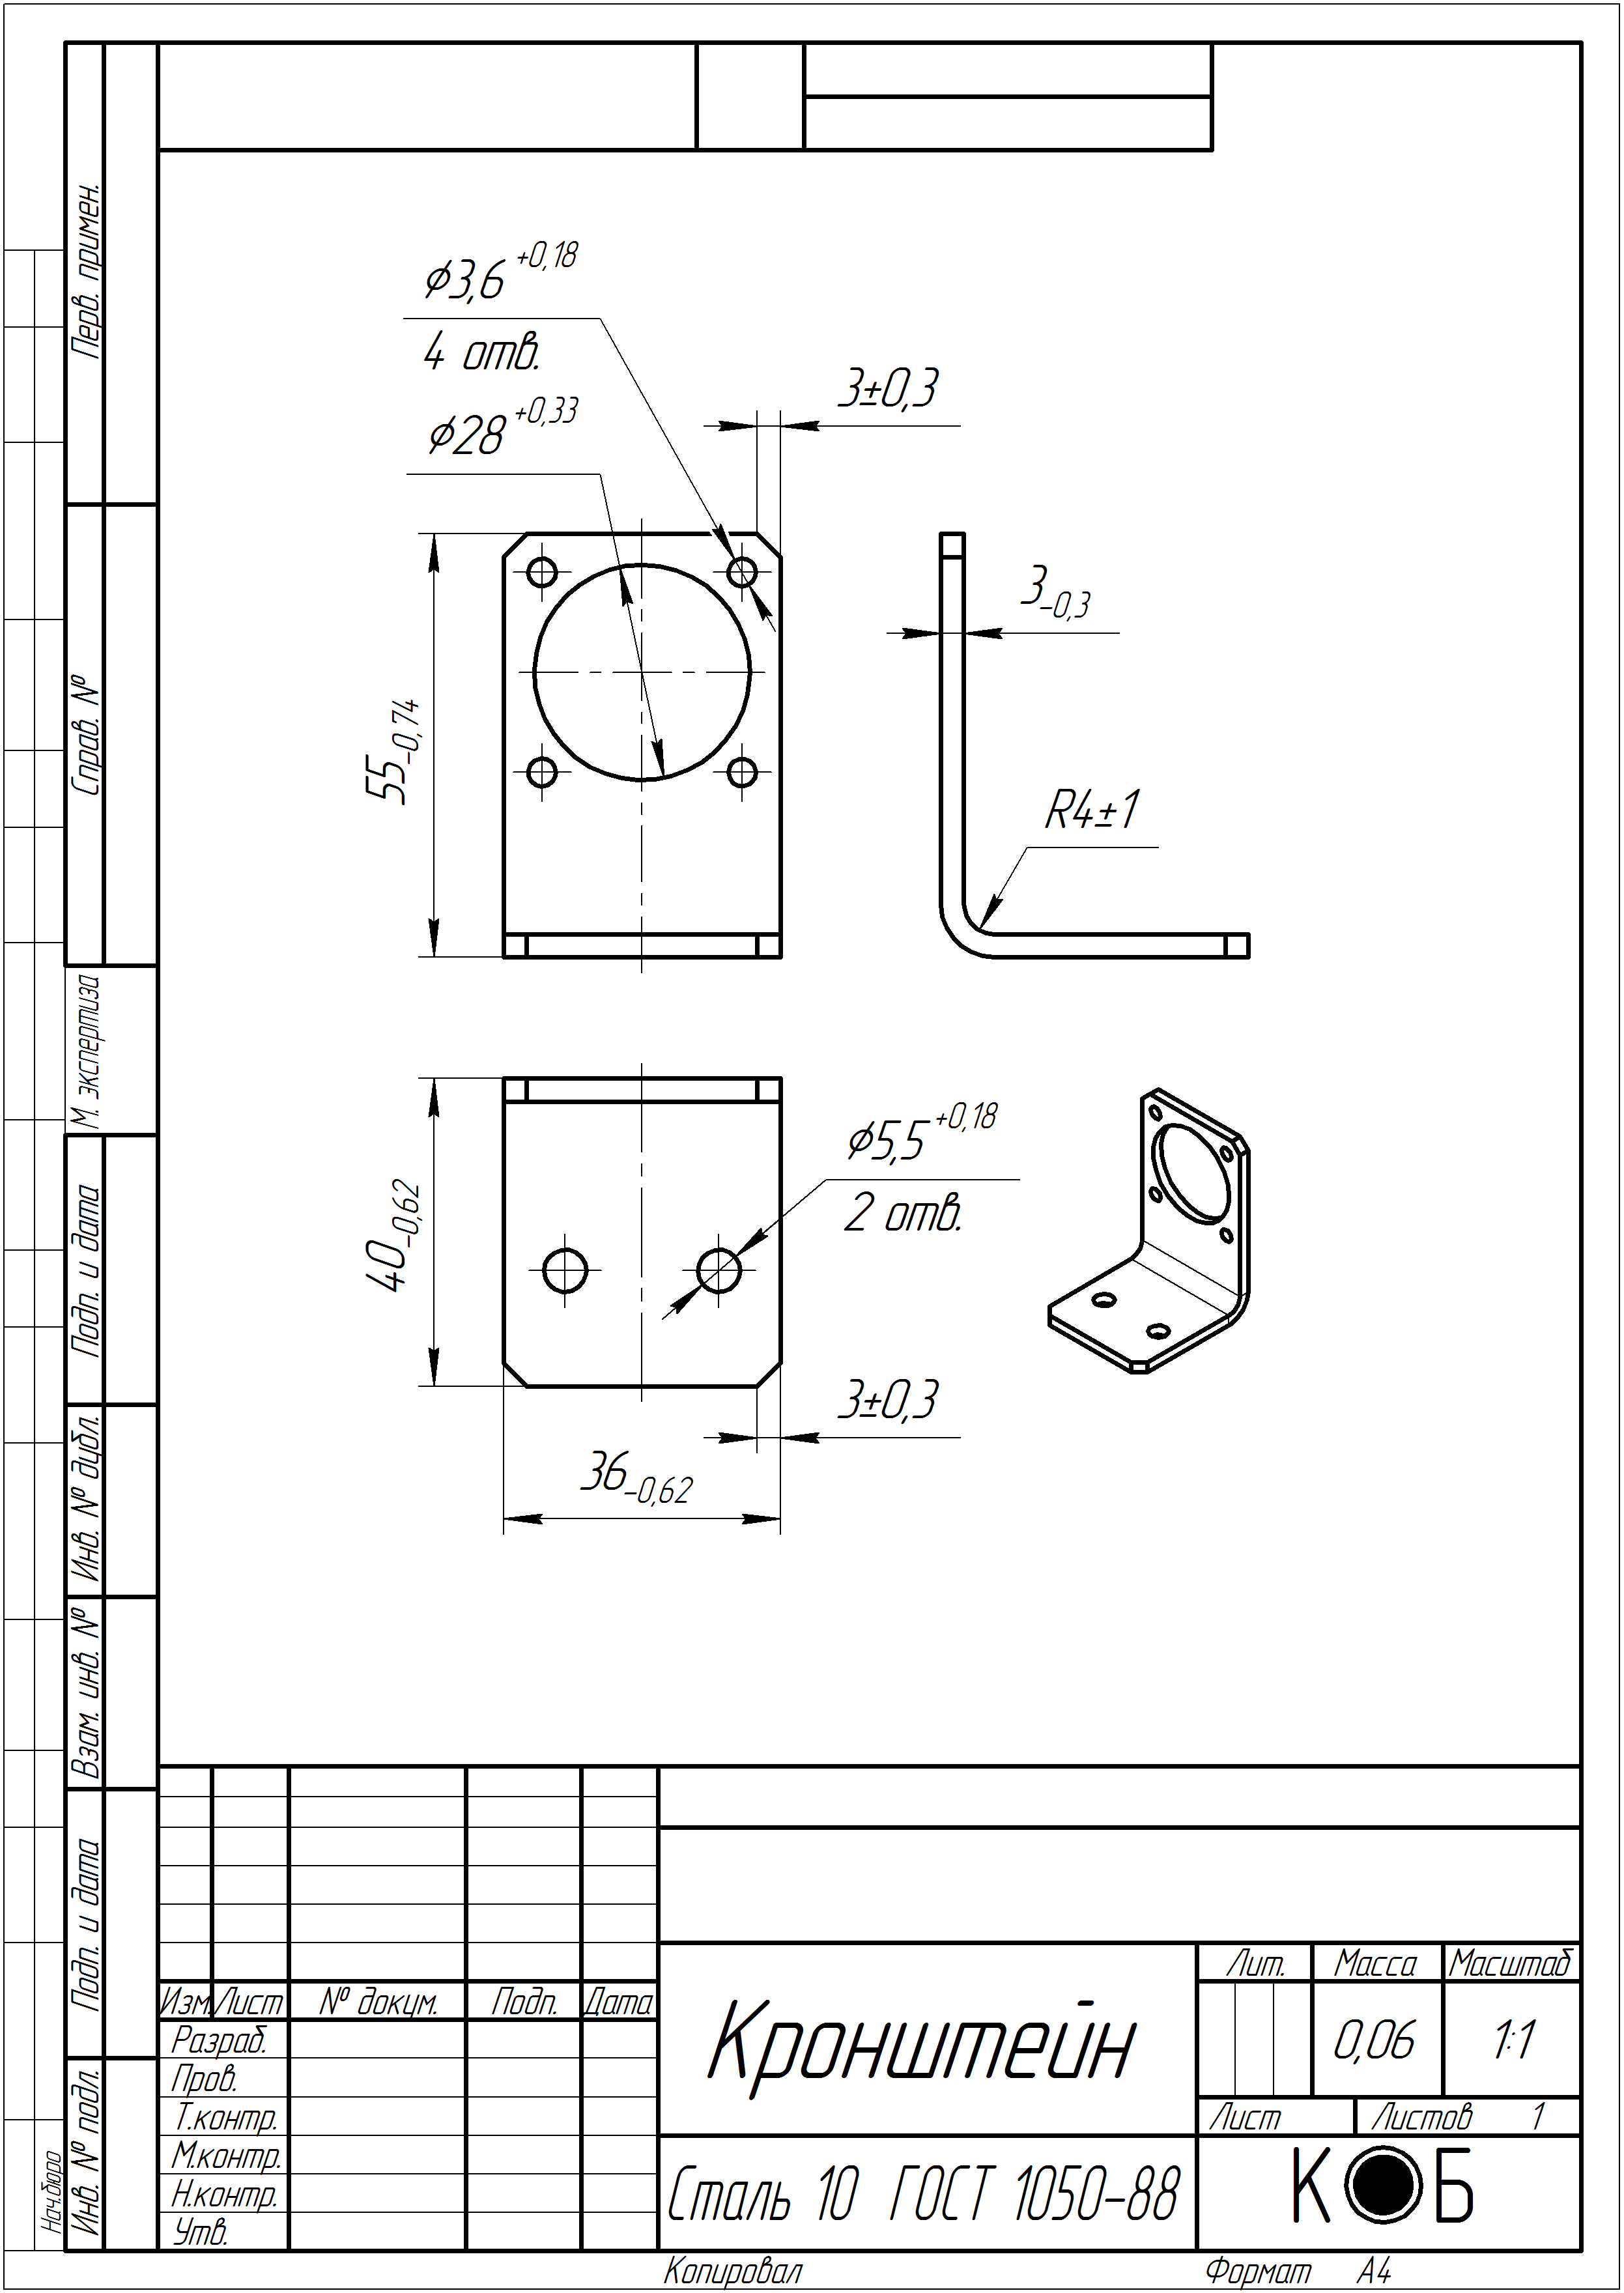 Перв. примен.
Справ. №
М. экспертиза
Подп. и дата
Инв. № дубл.
Взам. инв. №
Подп. и дата
Инв. № подл.
Нач.бюро
ϕ3,6 +0,18
4 отв.
ϕ28 +0,33
3±0,3
3-0,3
55-0,74
R4±1
ϕ5,5 +0,18
2 отв.
40-0,62
3±0,3
36-0,62
Изм. Лист № докум. Подп. Дата
Разраб.
Пров.
Т.контр.
М.контр.
Н.контр.
Утв.
Кронштейн
Лит. Масса Масштаб
0,06 1:1
Лист Листов 1
Сталь 10 ГОСТ 1050-88
К Б
Копировал Формат А4